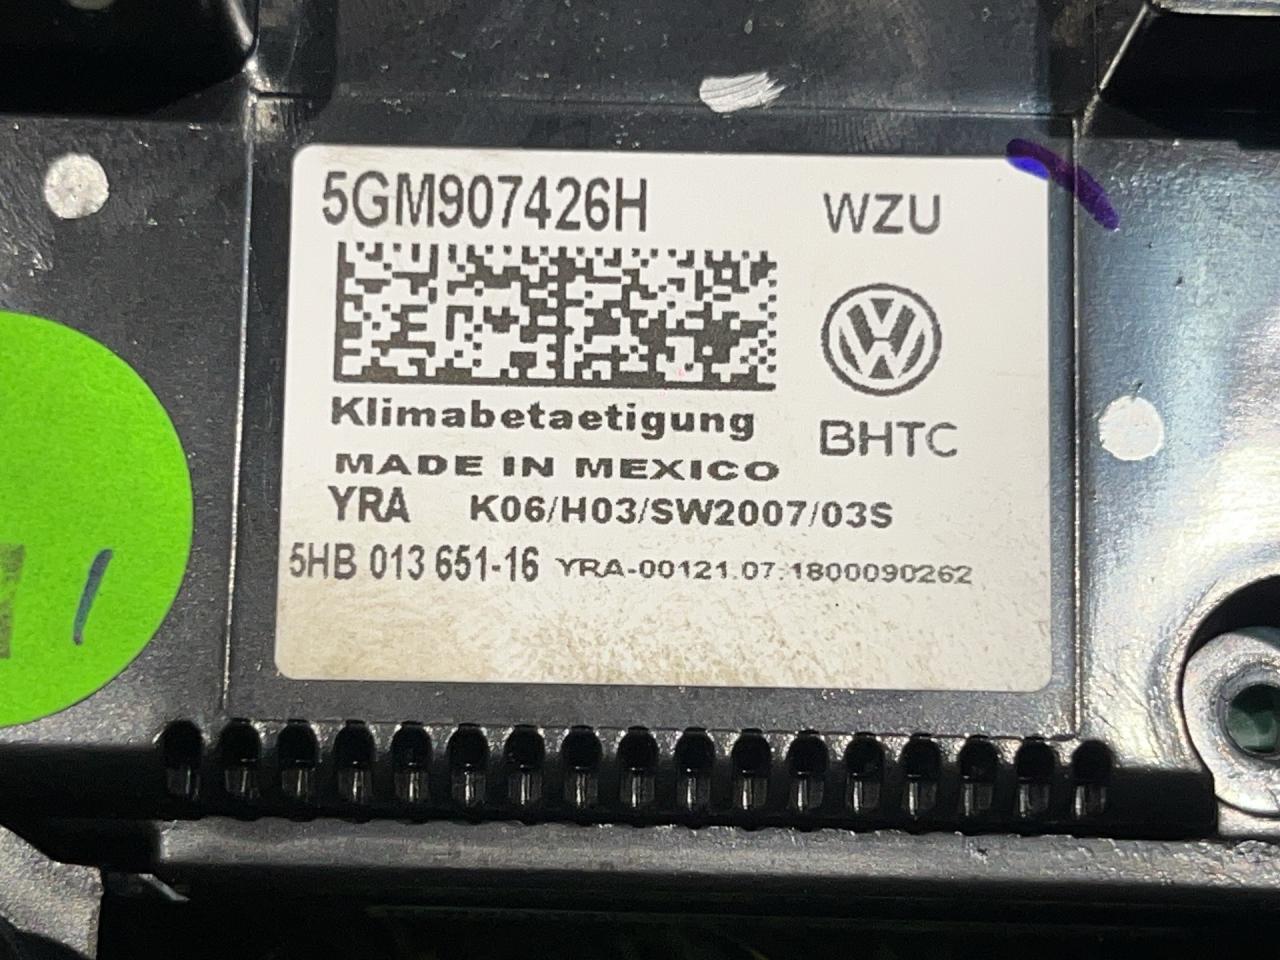 5GM907426H
WZU
BHTC
Klimabetaetigung
MADE IN MEXICO
YRA K06/H03/SW2007/03S
5HB 013 651-16 YRA-00121.07.1800090262